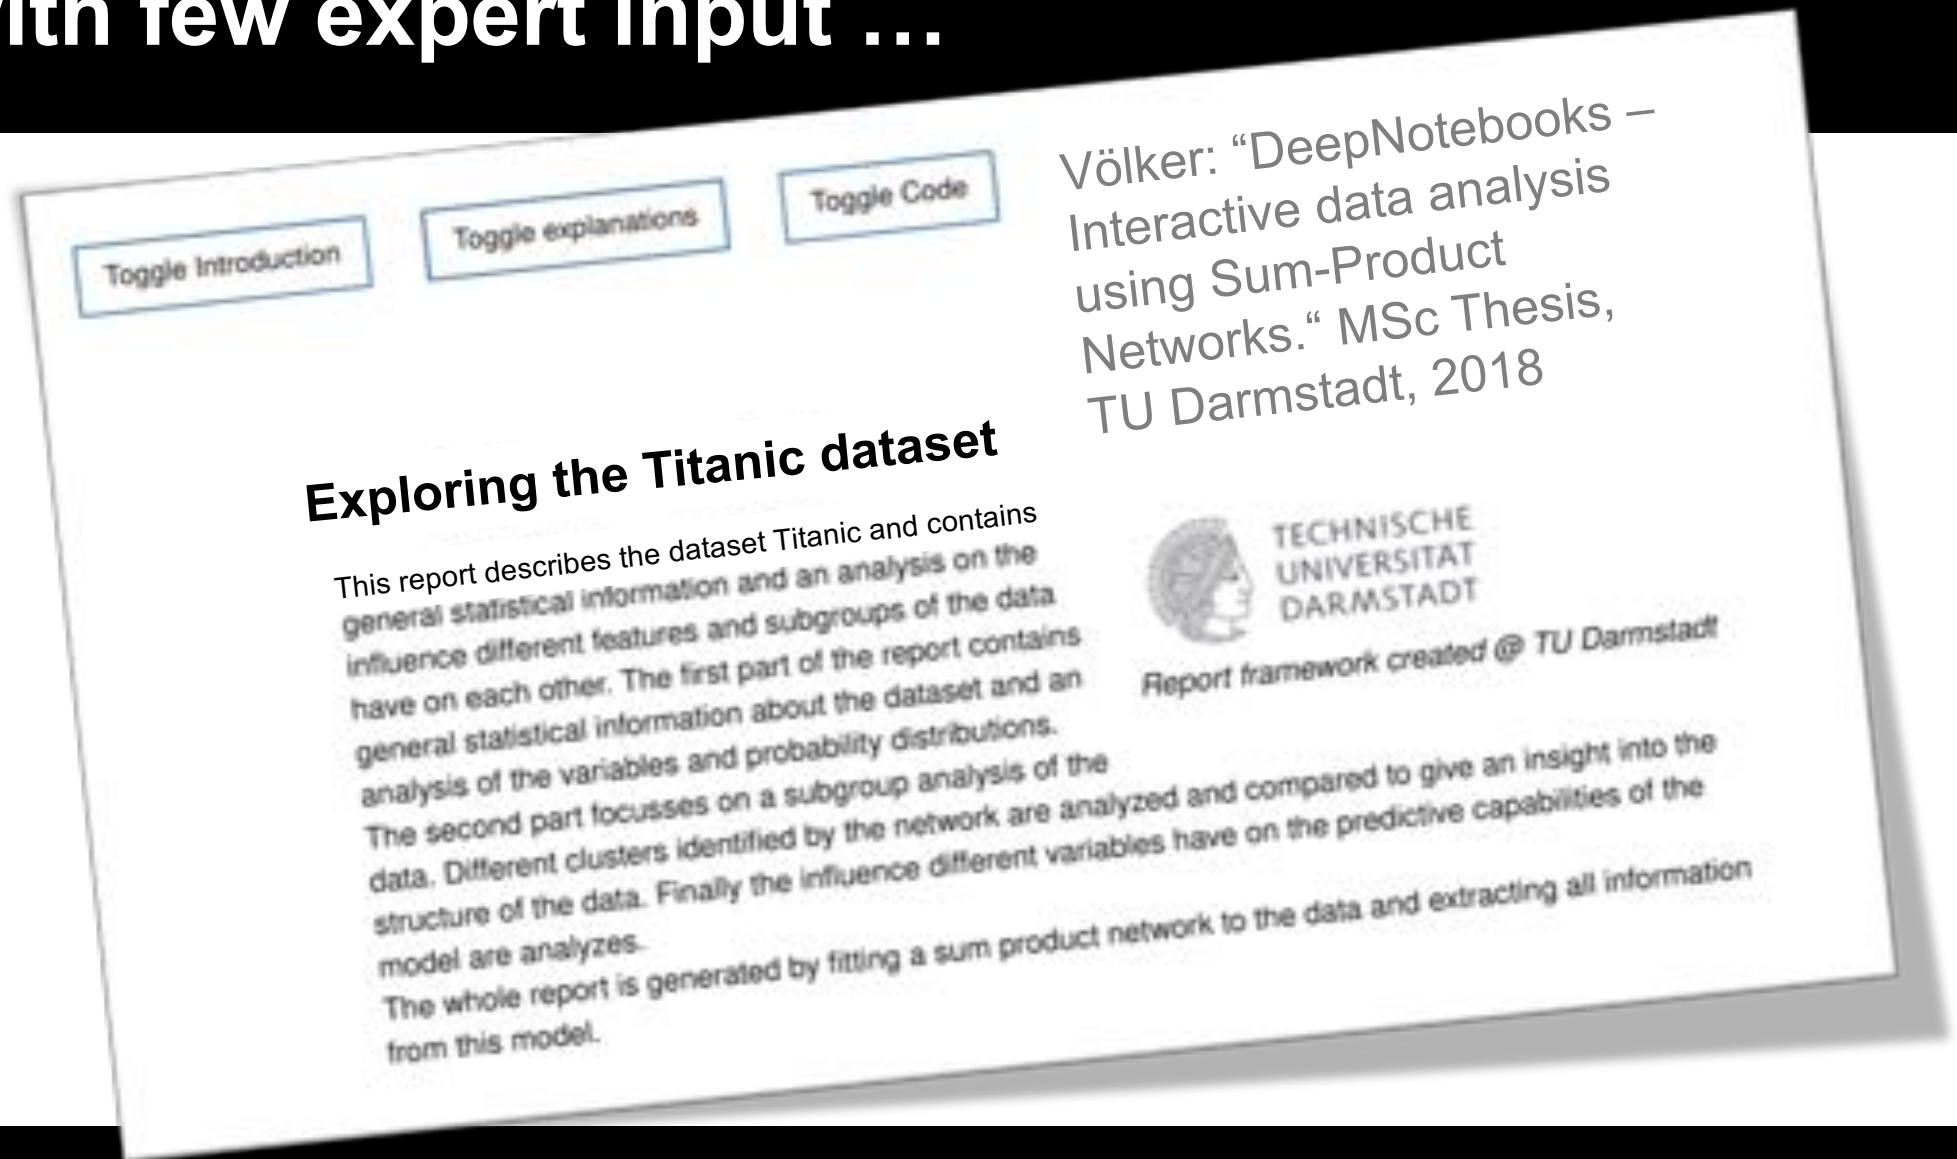 ith few expert input …
Toggle Introduction
Toggle explanations
Toggle Code
Völker: “DeepNotebooks –
Interactive data analysis
using Sum-Product
Networks.“ MSc Thesis,
TU Darmstadt, 2018
Exploring the Titanic dataset
This report describes the dataset Titanic and contains
general statistical information and an analysis on the
influence different features and subgroups of the data
have on each other. The first part of the report contains
general statistical information about the dataset and an
analysis of the variables and probability distributions.
The second part focusses on a subgroup analysis of the
data. Different clusters identified by the network are analyzed and compared to give an insight into the
structure of the data. Finally the influence different variables have on the predictive capabilities of the
model are analyzes.
The whole report is generated by fitting a sum product network to the data and extracting all information
from this model.
TECHNISCHE
UNIVERSITÄT
DARMSTADT
Report framework created @ TU Darmstadt